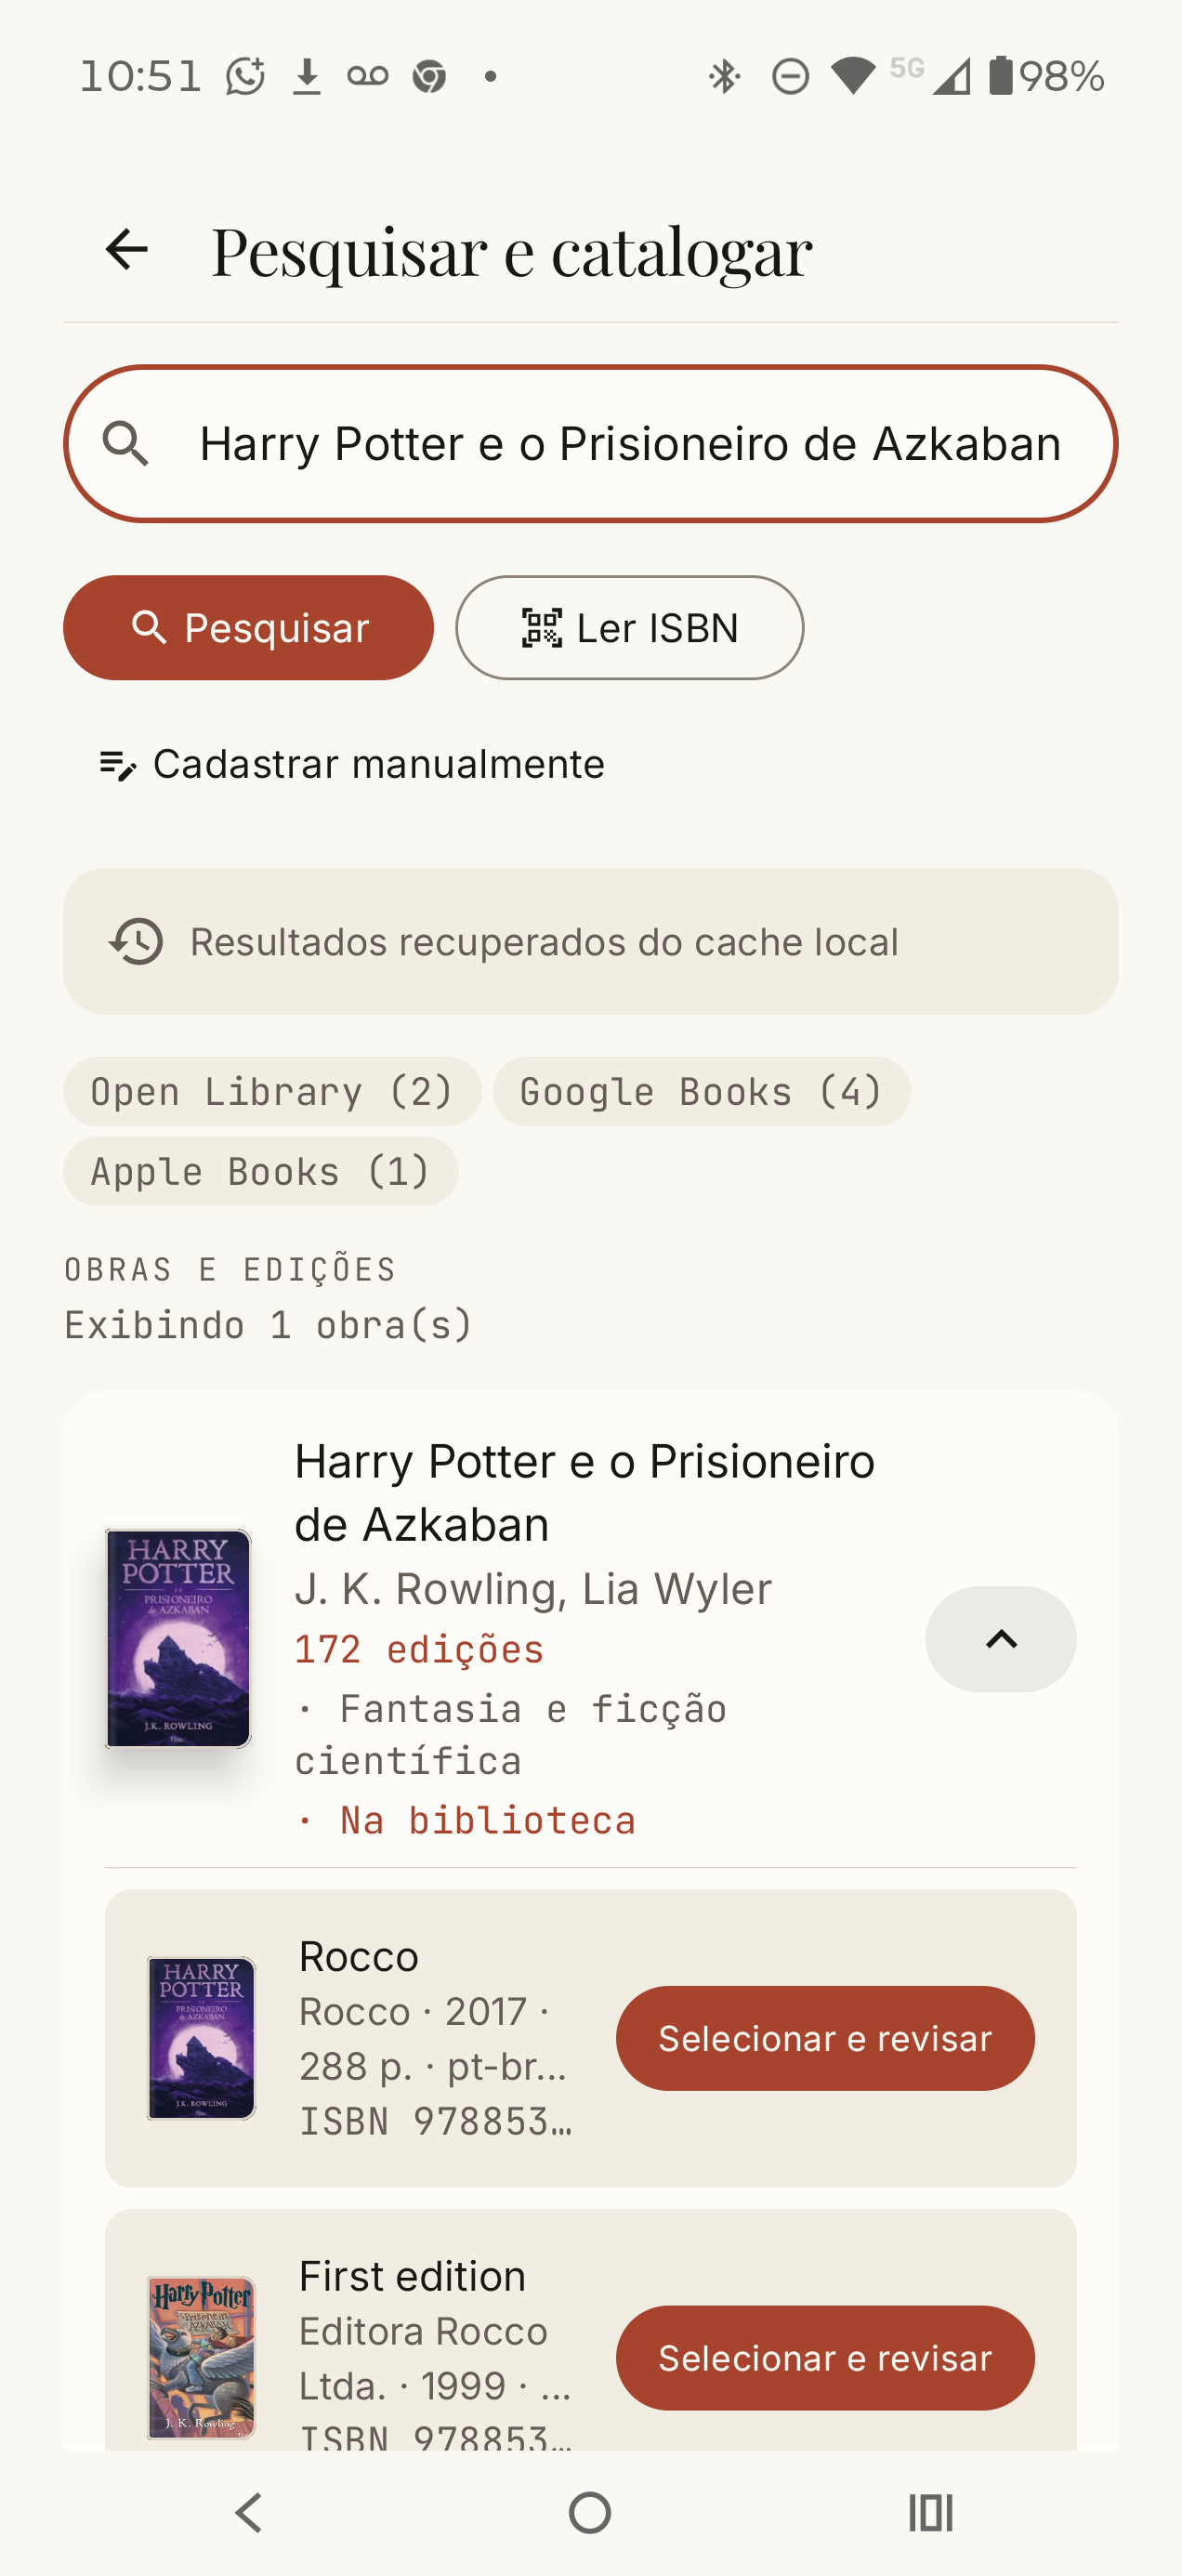 10:51 5G 98%
Pesquisar e catalogar
Harry Potter e o Prisioneiro de Azkaban
Pesquisar Ler ISBN
Cadastrar manualmente
Resultados recuperados do cache local
Open Library (2) Google Books (4)
Apple Books (1)
OBRAS E EDIÇÕES
Exibindo 1 obra(s)
HARRY
POTTER
e o
PRISIONEIRO
de AZKABAN
J.K. ROWLING
Harry Potter e o Prisioneiro
de Azkaban
J. K. Rowling, Lia Wyler
172 edições
· Fantasia e ficção
científica
· Na biblioteca
HARRY
POTTER
e o
PRISIONEIRO
de AZKABAN
J.K. ROWLING
Rocco
Rocco · 2017 ·
288 p. · pt-br...
ISBN 978853…
Selecionar e revisar
Harry Potter
AZKABAN
J. K. Rowling
First edition
Editora Rocco
Ltda. · 1999 · ...
ISBN 978853…
Selecionar e revisar